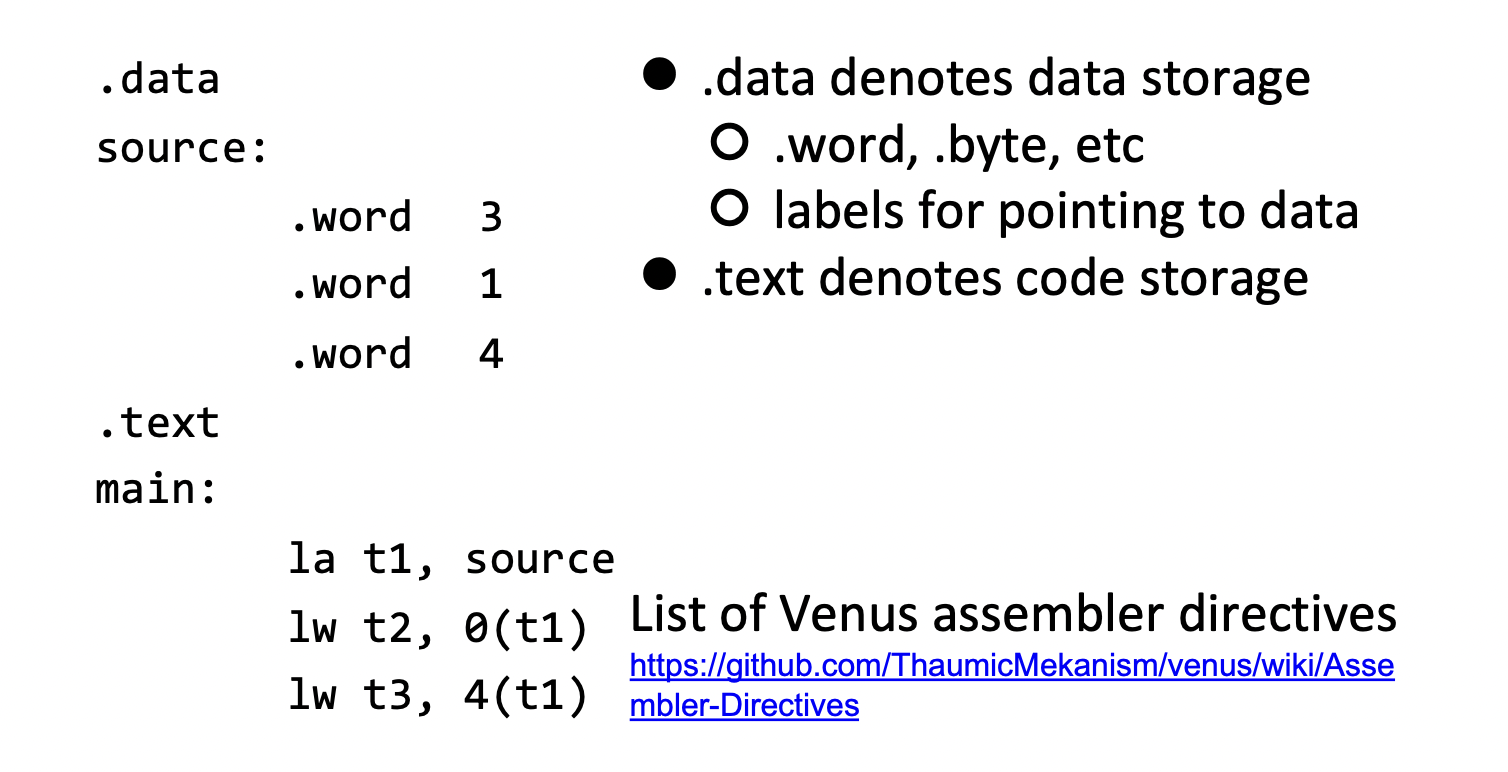 .data
source:
.word 3
.word 1
.word 4
.text
main:
la t1, source
lw t2, 0(t1)
lw t3, 4(t1)
● .data denotes data storage
○ .word, .byte, etc
○ labels for pointing to data
● .text denotes code storage
List of Venus assembler directives
https://github.com/ThaumicMekanism/venus/wiki/Asse
mbler-Directives